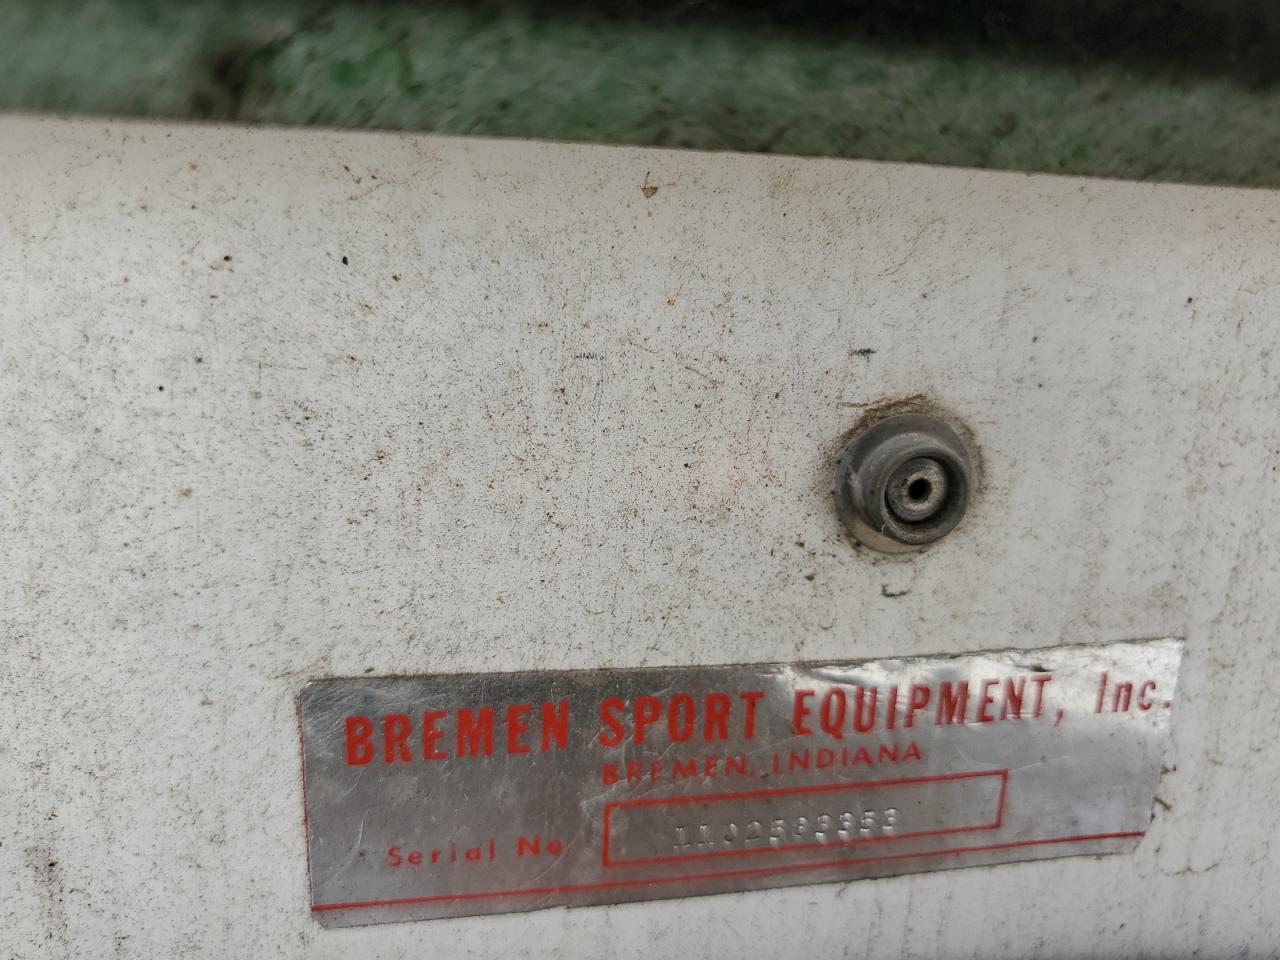 BREMEN SPORT EQUIPMENT, Inc.
BREMEN, INDIANA
Serial No